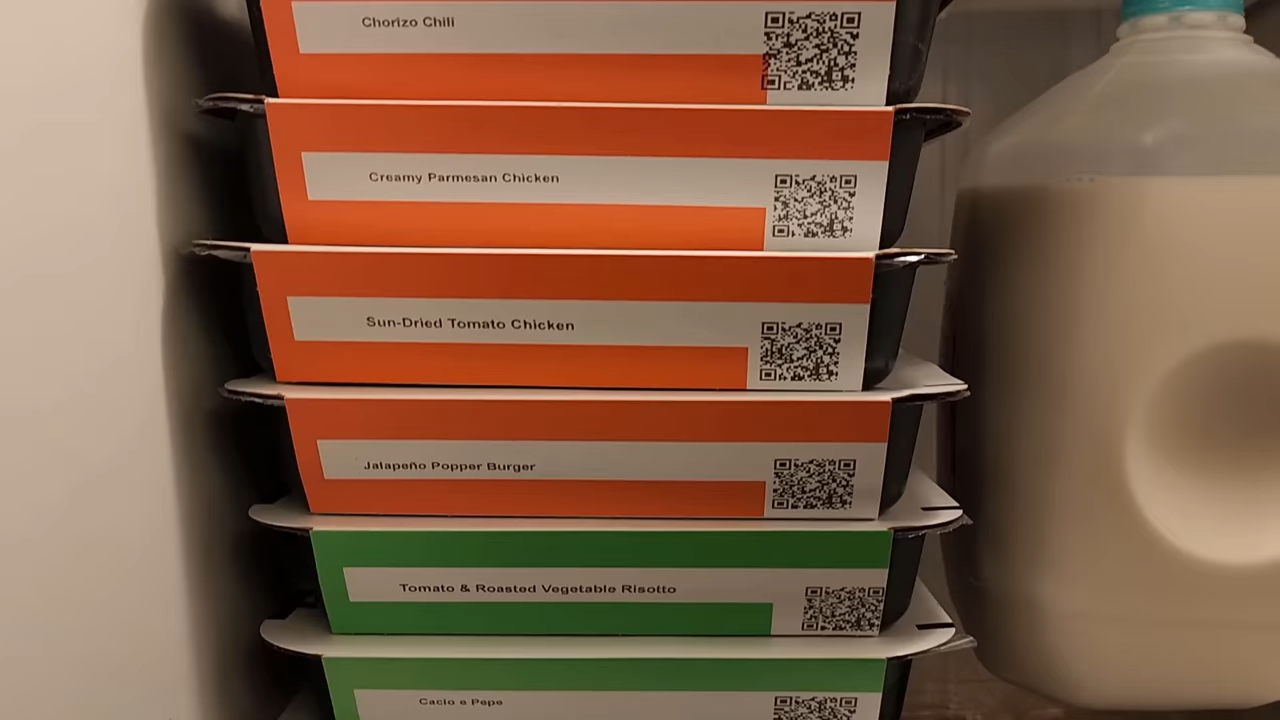 Chorizo Chili
Creamy Parmesan Chicken
Sun-Dried Tomato Chicken
Jalapeño Popper Burger
Tomato & Roasted Vegetable Risotto
Cacio e Pepe